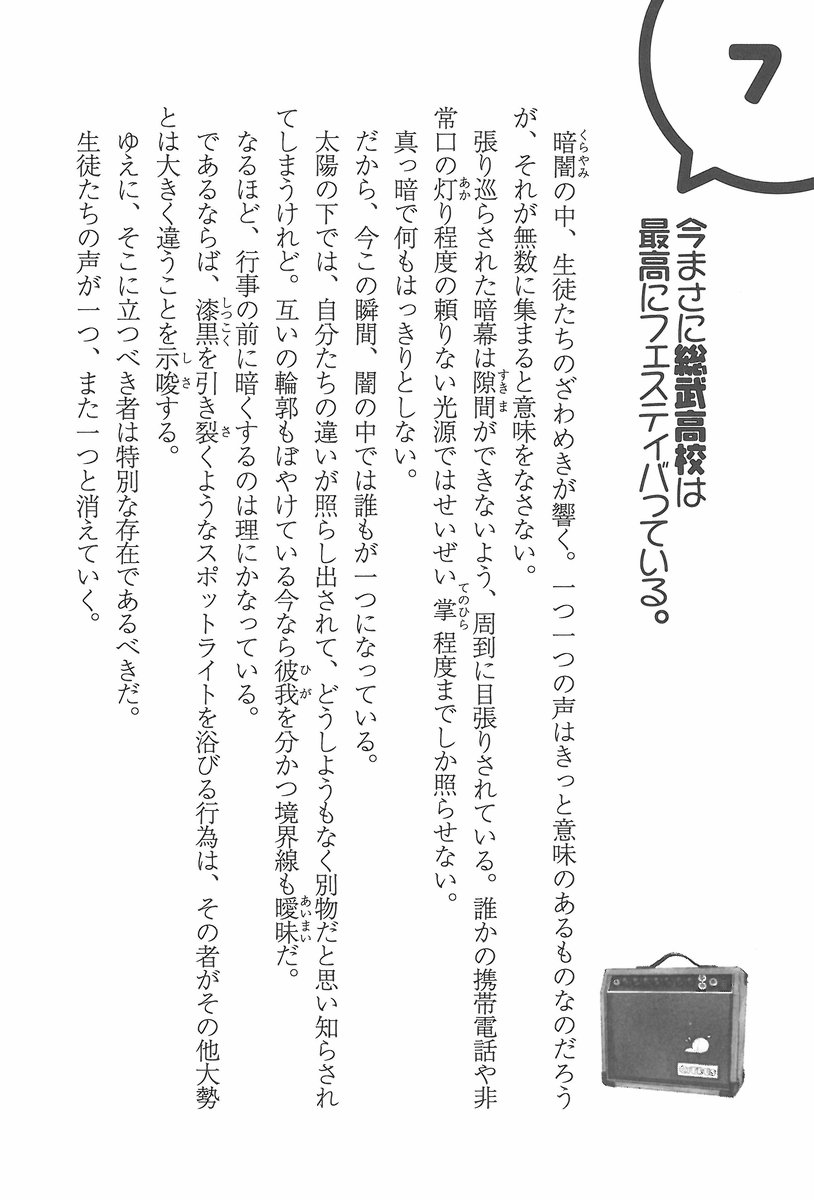 7
今まさに総武高校は
最高にフェスティバっている。
暗闇の中、生徒たちのざわめきが響く。一つ一つの声はきっと意味のあるものなのだろう
が、それが無数に集まると意味をなさない。
張り巡らされた暗幕は隙間ができないよう、周到に目張りされている。誰かの携帯電話や非
常口の灯り程度の頼りない光源ではせいぜい掌程度までしか照らせない。
真っ暗で何もはっきりとしない。
だから、今この瞬間、闇の中では誰もが一つになっている。
太陽の下では、自分たちの違いが照らし出されて、どうしようもなく別物だと思い知らされ
てしまうけれど。互いの輪郭もぼやけている今なら彼我を分かつ境界線も曖昧だ。
なるほど、行事の前に暗くするのは理にかなっている。
であるならば、漆黒を引き裂くようなスポットライトを浴びる行為は、その者がその他大勢
とは大きく違うことを示唆する。
ゆえに、そこに立つべき者は特別な存在であるべきだ。
生徒たちの声が一つ、また一つと消えていく。